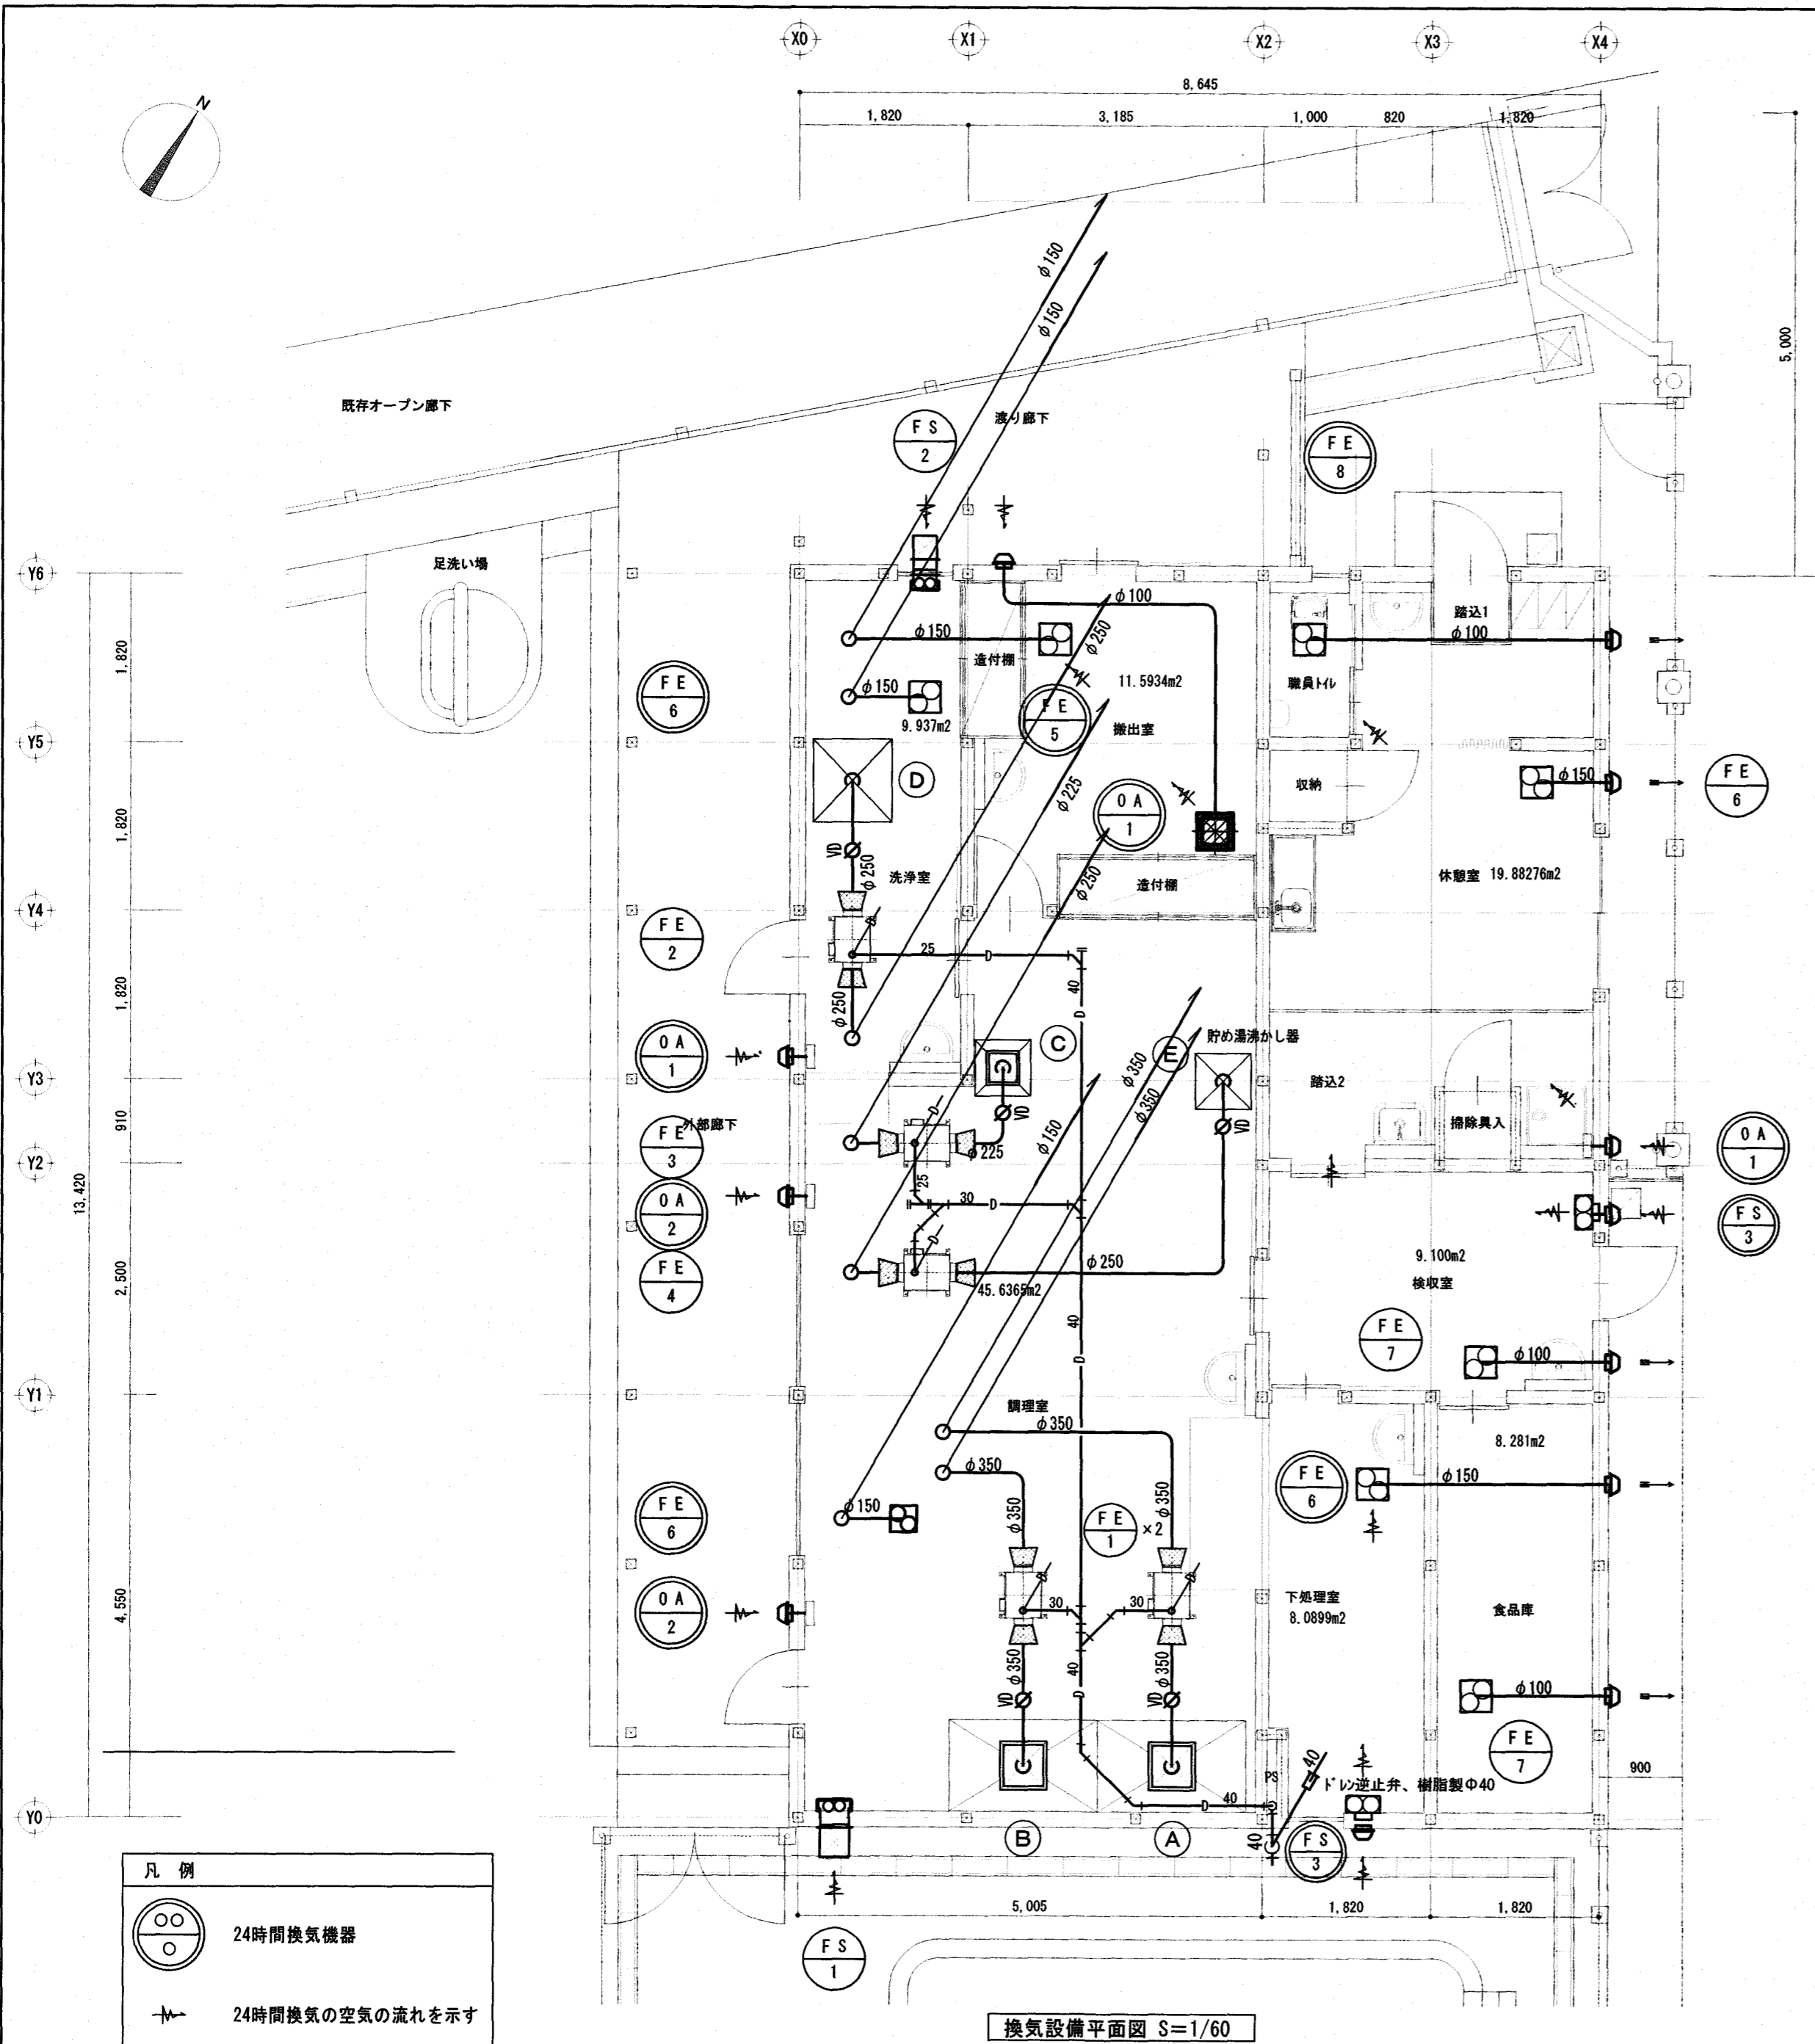 X0 X1 X2 X3 X4
8,645
1,820 3,185 1,000 820 1,820
N
5,000
φ150
φ150
既存オープン廊下
渡り廊下
FS 2
FE 8
足洗い場
Y6
踏込1
φ100
φ250
φ150
φ100
造付棚
職員トイレ
1,820
FE 6
φ150
9.937m2
11.5934m2
FE 5
搬出室
Y5
D
φ225
収納
φ150
FE 6
OA 1
1,820
VD
φ250
洗浄室
φ250
造付棚
休憩室 19.88276m2
Y4
FE 2
25
D
40
D
1,820
φ250
OA 1
C
E
貯め湯沸かし器
φ350
φ350
Y3
踏込2
掃除具入
φ150
VD
VD
910
外部廊下
FE 3
D
φ225
OA 1
Y2
25
30
D
13,420
OA 2
FS 3
D
φ250
9.100m2
検収室
FE 4
45.6365m2
2,500
40
FE 7
φ100
D
Y1
調理室
φ350
8.281m2
φ350
FE 6
φ150
FE 6
φ150
φ350
φ350
FE 1 ×2
D
D
4,550
OA 2
30
30
下処理室
8.0899m2
食品庫
φ350
40
φ350
VD
D
VD
φ100
FE 7
900
PS
40
ドレン逆止弁、樹脂製Φ40
D
40
Y0
B
A
40
FS 3
凡 例
24時間換気機器
24時間換気の空気の流れを示す
5,005 1,820 1,820
FS 1
換気設備平面図 S=1/60